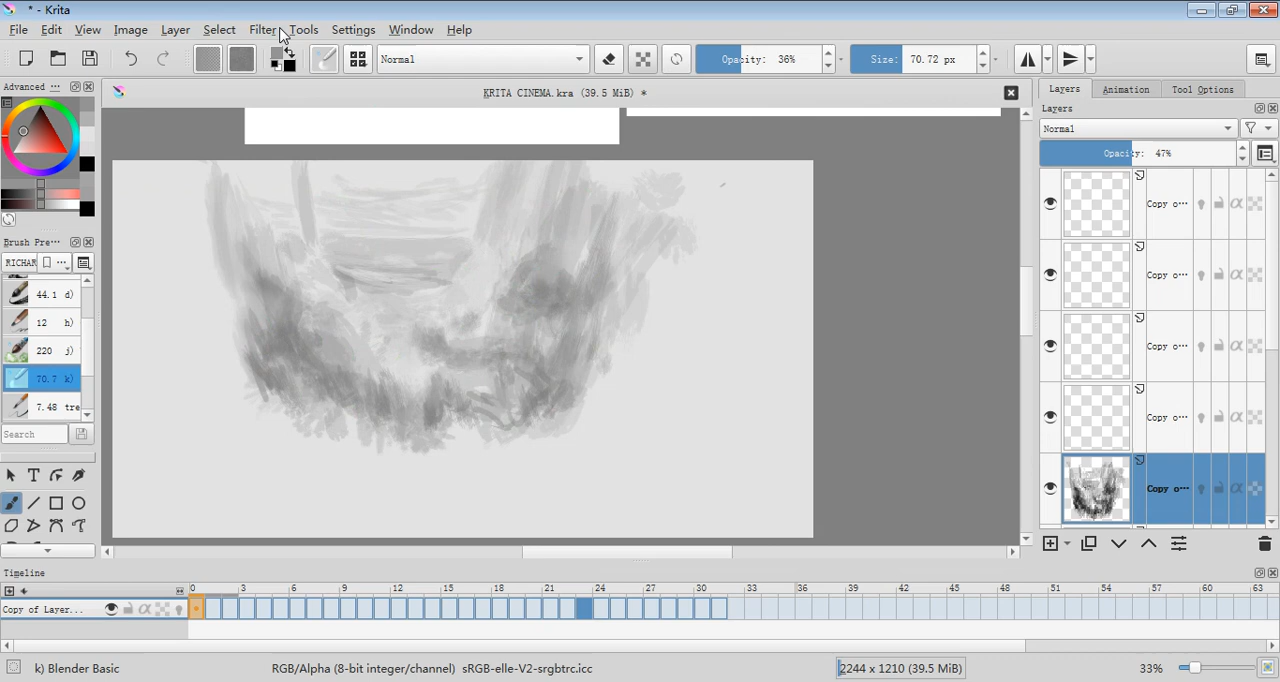 * - Krita
File Edit View Image Layer Select Filter Tools Settings Window Help
Normal Opacity: 36% Size: 70.72 px
Advanced ··· KRITA CINEMA.kra (39.5 MiB) * Layers Animation Tool Options
Layers
Normal
Opacity: 47%
Copy o···
Brush Pre···
RICHAR ···
Copy o···
44.1 d)
12 h)
Copy o···
220 j)
70.7 k)
7.48 tre
Copy o···
Search
Copy o···
Timeline
0 3 6 9 12 15 18 21 24 27 30 33 36 39 42 45 48 51 54 57 60 63
Copy of Layer...
k) Blender Basic RGB/Alpha (8-bit integer/channel) sRGB-elle-V2-srgbtrc.icc 2244 x 1210 (39.5 MiB) 33%